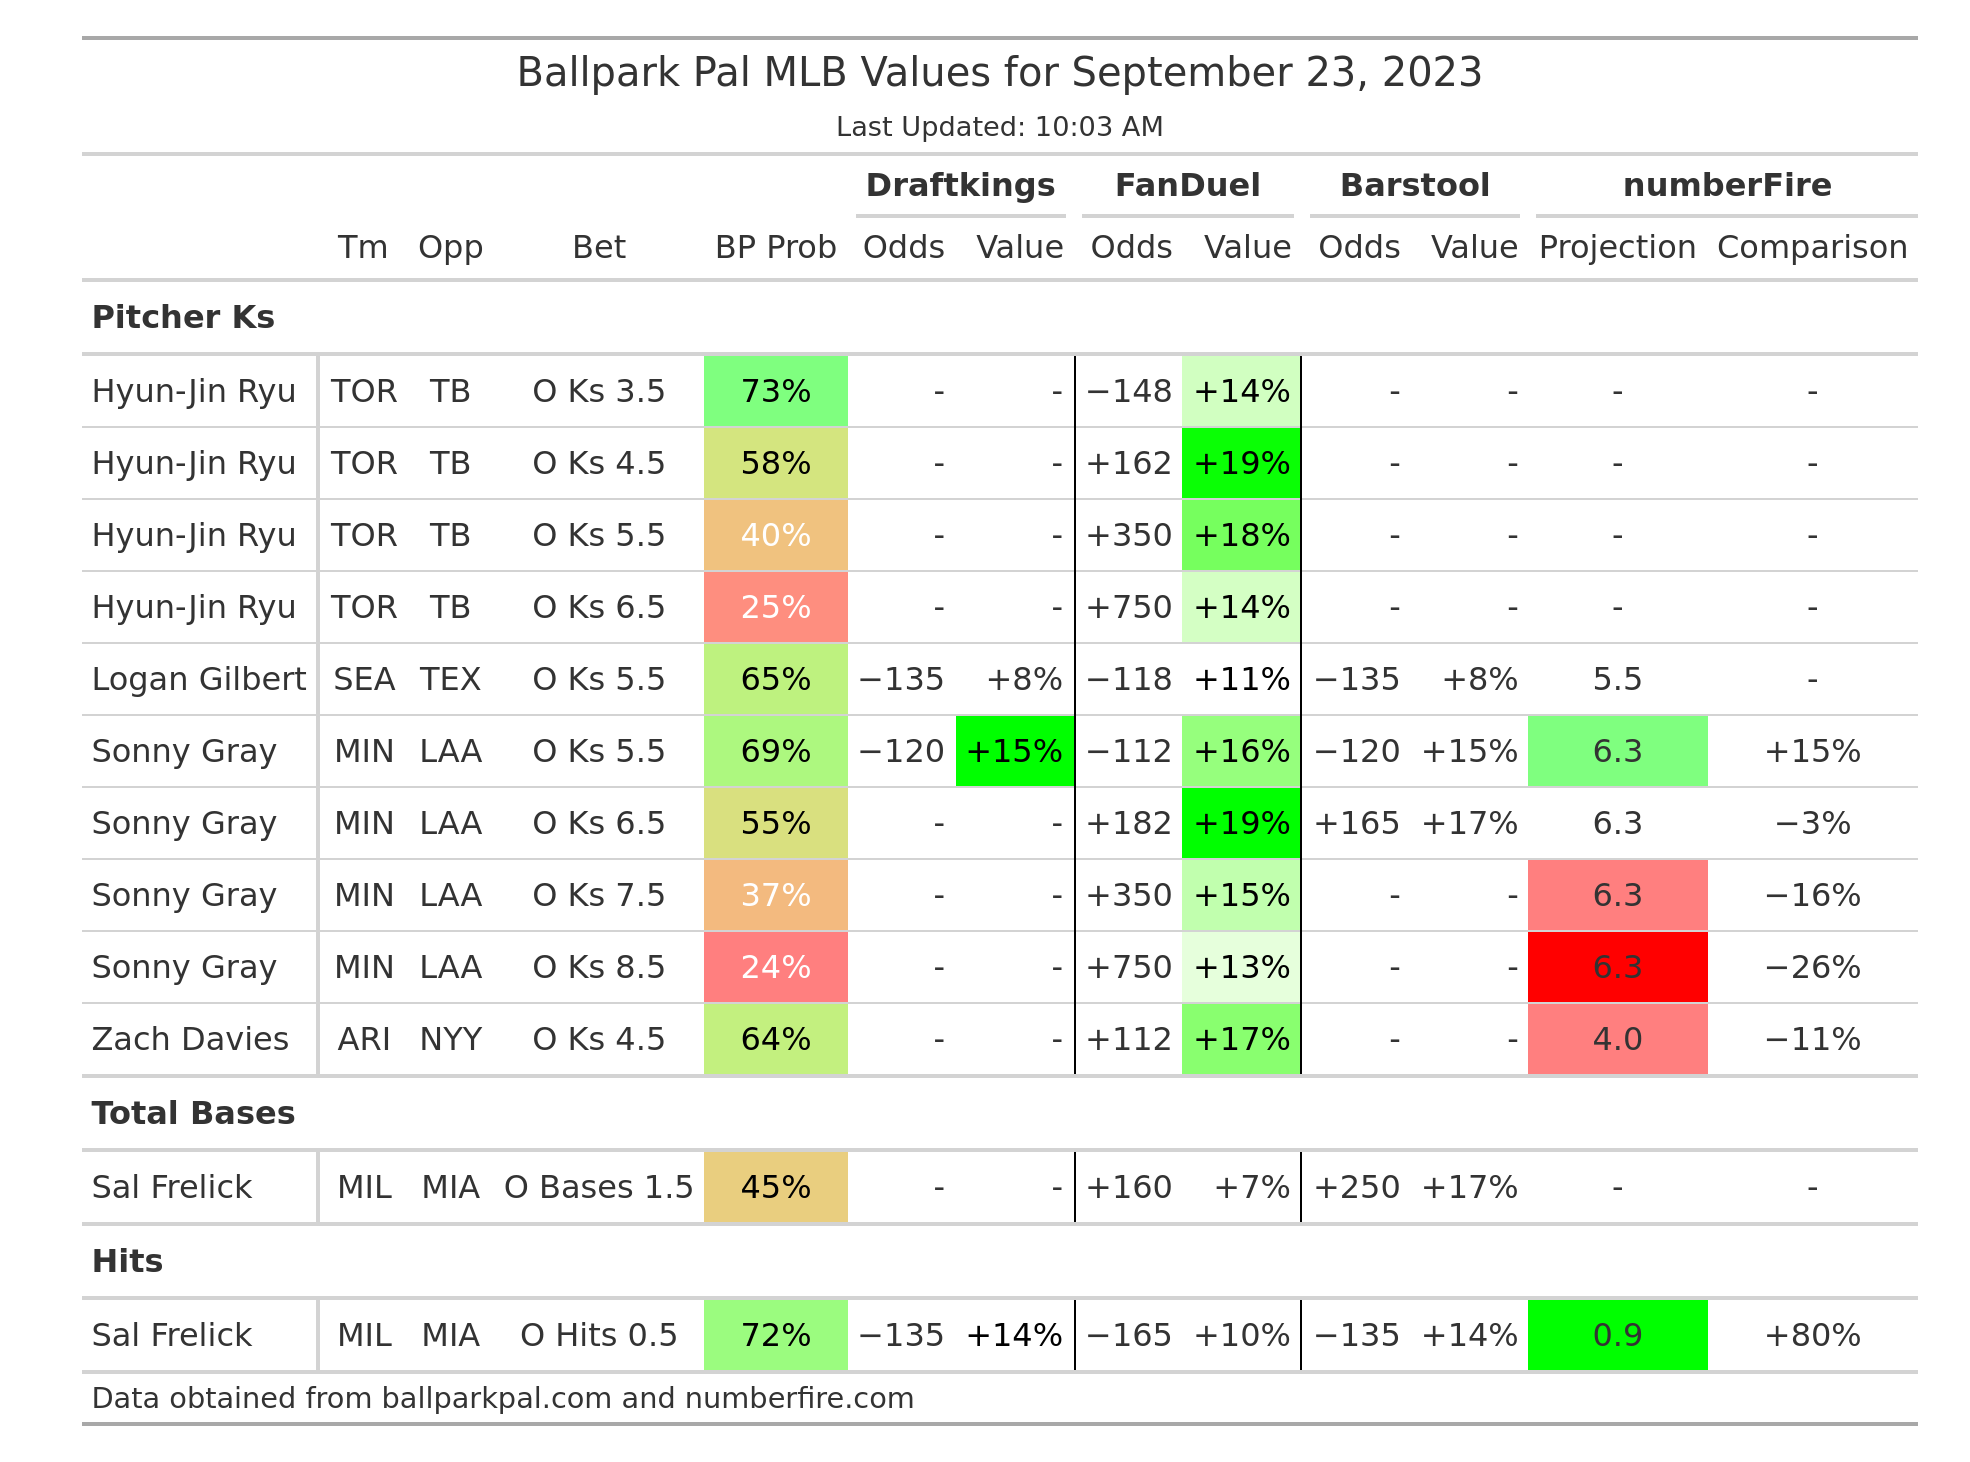 Ballpark Pal MLB Values for September 23, 2023
Last Updated: 10:03 AM
Draftkings FanDuel Barstool numberFire
Tm Opp Bet BP Prob Odds Value Odds Value Odds Value Projection Comparison
Pitcher Ks
Hyun-Jin Ryu TOR TB O Ks 3.5 73% - - −148 +14% - - - -
Hyun-Jin Ryu TOR TB O Ks 4.5 58% - - +162 +19% - - - -
Hyun-Jin Ryu TOR TB O Ks 5.5 40% - - +350 +18% - - - -
Hyun-Jin Ryu TOR TB O Ks 6.5 25% - - +750 +14% - - - -
Logan Gilbert SEA TEX O Ks 5.5 65% −135 +8% −118 +11% −135 +8% 5.5 -
Sonny Gray MIN LAA O Ks 5.5 69% −120 +15% −112 +16% −120 +15% 6.3 +15%
Sonny Gray MIN LAA O Ks 6.5 55% - - +182 +19% +165 +17% 6.3 −3%
Sonny Gray MIN LAA O Ks 7.5 37% - - +350 +15% - - 6.3 −16%
Sonny Gray MIN LAA O Ks 8.5 24% - - +750 +13% - - 6.3 −26%
Zach Davies ARI NYY O Ks 4.5 64% - - +112 +17% - - 4.0 −11%
Total Bases
Sal Frelick MIL MIA O Bases 1.5 45% - - +160 +7% +250 +17% - -
Hits
Sal Frelick MIL MIA O Hits 0.5 72% −135 +14% −165 +10% −135 +14% 0.9 +80%
Data obtained from ballparkpal.com and numberfire.com